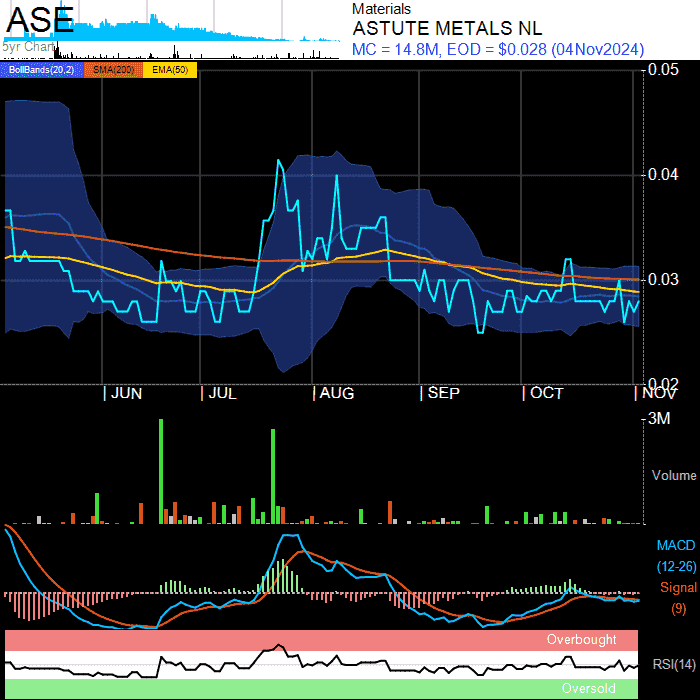 ASE
5yr Chart
Materials
ASTUTE METALS NL
MC = 14.8M, EOD = $0.028 (04Nov2024)
BollBands(20,2) SMA(200) EMA(50)
0.05
0.04
0.03
0.02
JUN JUL AUG SEP OCT NOV
3M
Volume
MACD
(12-26)
Signal
(9)
Overbought
RSI(14)
Oversold